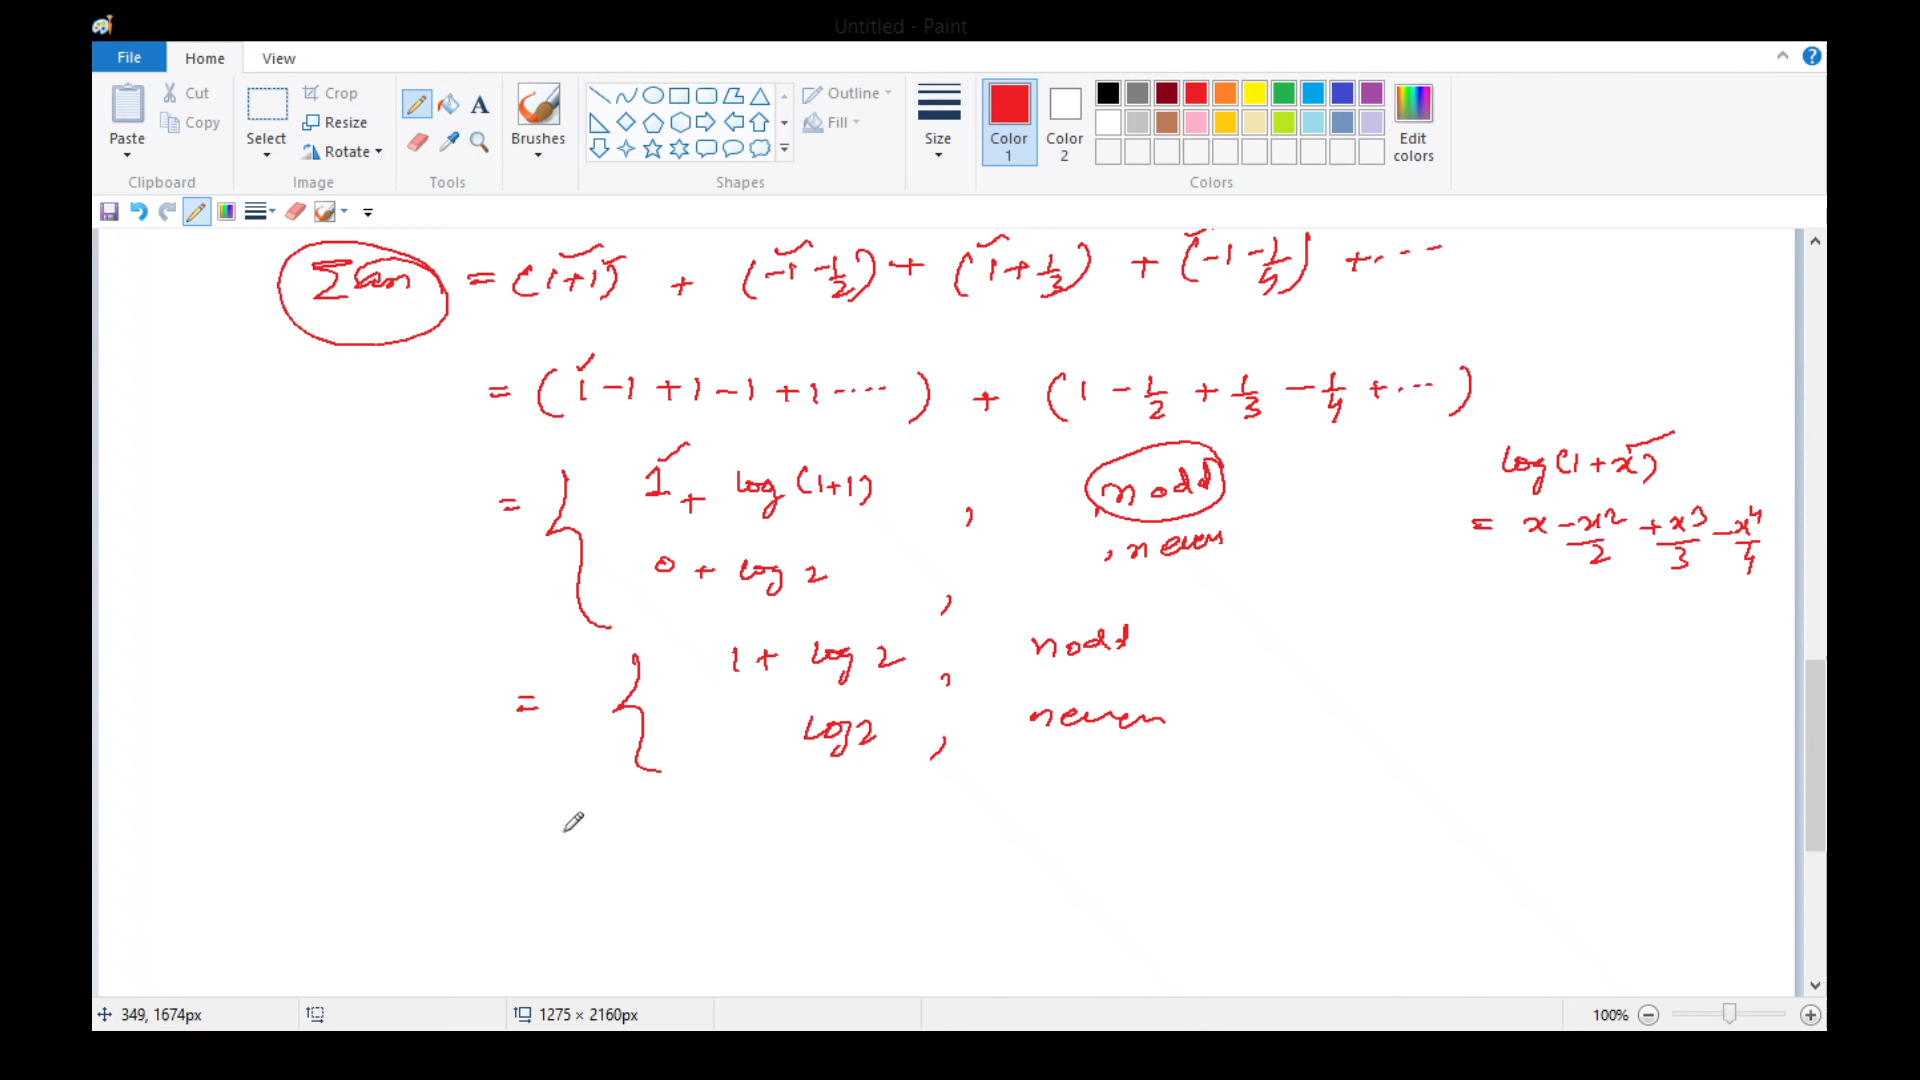 Untitled - Paint
File Home View
Paste
Cut
Copy
Clipboard
Select
Crop
Resize
Rotate
Image
A
Tools
Brushes
Outline
Fill
Shapes
Size
Color 1
Color 2
Edit colors
Colors
Σan = (1+1) + (-1-1/2) + (1+1/3) + (-1-1/4) + ...
= (1-1+1-1+1....) + (1 - 1/2 + 1/3 - 1/4 + ...)
log(1+x)
= { 1 + log(1+1) , n odd
= x - x²/2 + x³/3 - x⁴/4
0 + log 2 , , n even
= { 1 + log 2 , n odd
log 2 , n even
349, 1674px
1275 × 2160px
100%